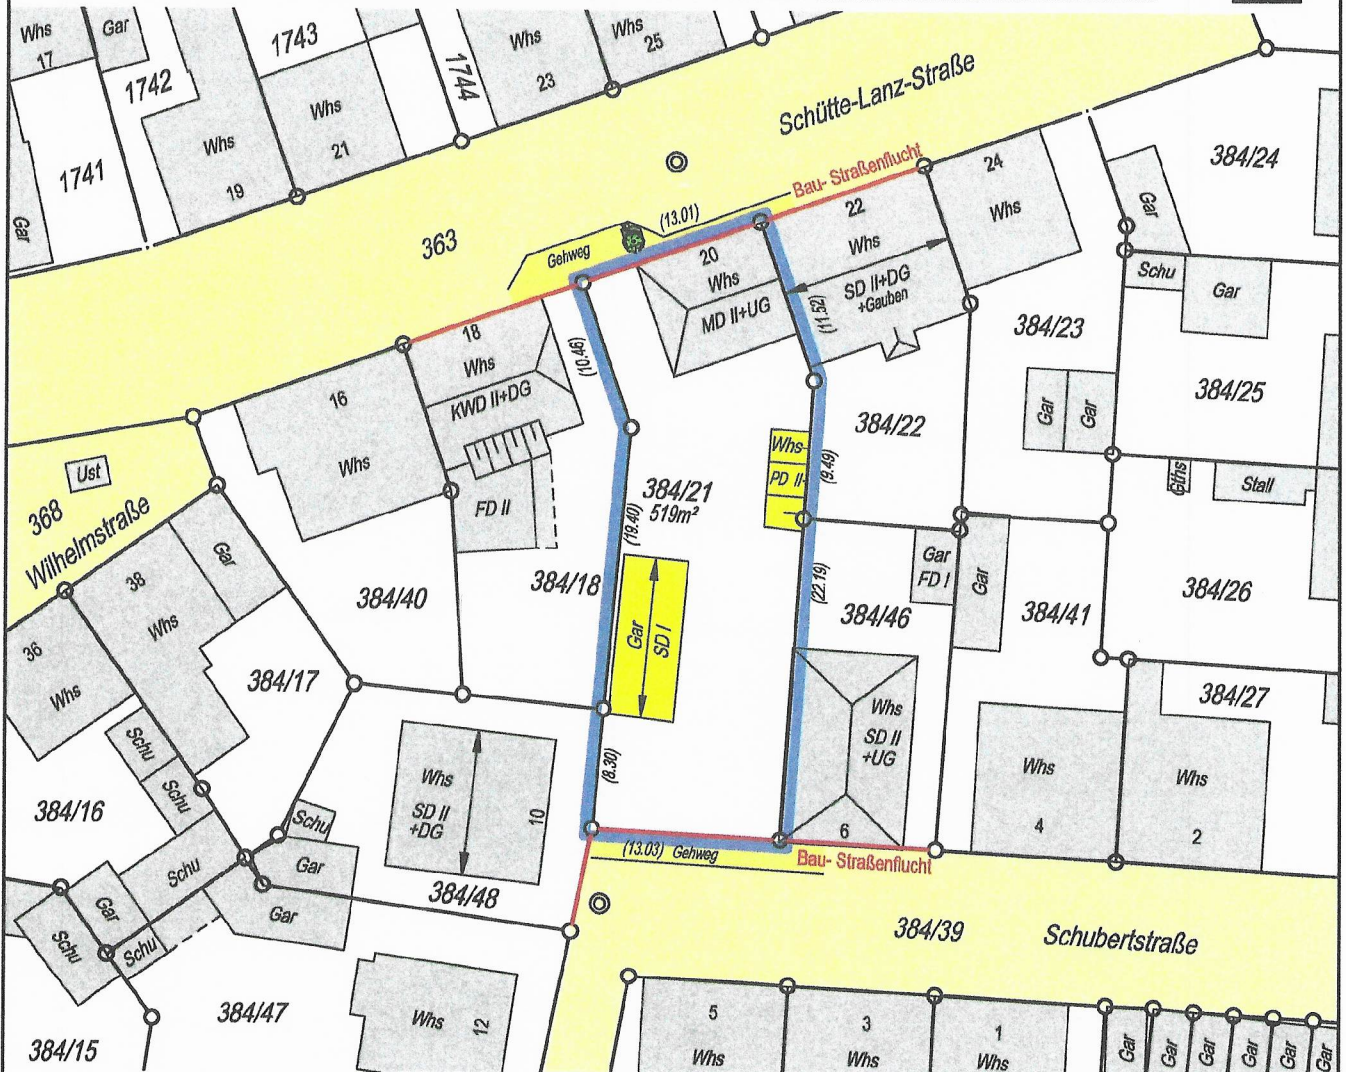 Whs
17
Gar
1742
1743
1744
Whs
23
Whs
25
1741
Whs
19
Whs
21
Gar
Schütte-Lanz-Straße
363
Gehweg
(13.01)
Bau- Straßenflucht
22
Whs
SD II+DG
+Gauben
24
Whs
384/24
Gar
Schu
Gar
384/23
384/25
Gar
Gar
20
Whs
MD II+UG
(11.52)
(10.46)
18
Whs
KWD II+DG
FD II
16
Whs
Ust
368
Wilhelmstraße
384/22
Whs
PD II
(9.49)
384/21
519m²
(19.40)
Gths
Stall
38
Whs
Gar
384/40
384/18
Gar
SD I
(22.19)
384/46
Gar
FD I
Gar
384/41
384/26
36
Whs
384/17
384/27
Whs
SD II
+UG
6
Whs
4
Whs
2
Schu
Schu
384/16
Whs
SD II
+DG
10
(8.30)
Schu
Schu
Gar
Gar
384/48
(13.03) Gehweg
Bau- Straßenflucht
384/39
Schubertstraße
Gar
Schu
Schu
384/47
384/15
Whs
12
5
Whs
3
Whs
1
Whs
Gar
Gar
Gar
Gar
Gar
Gar